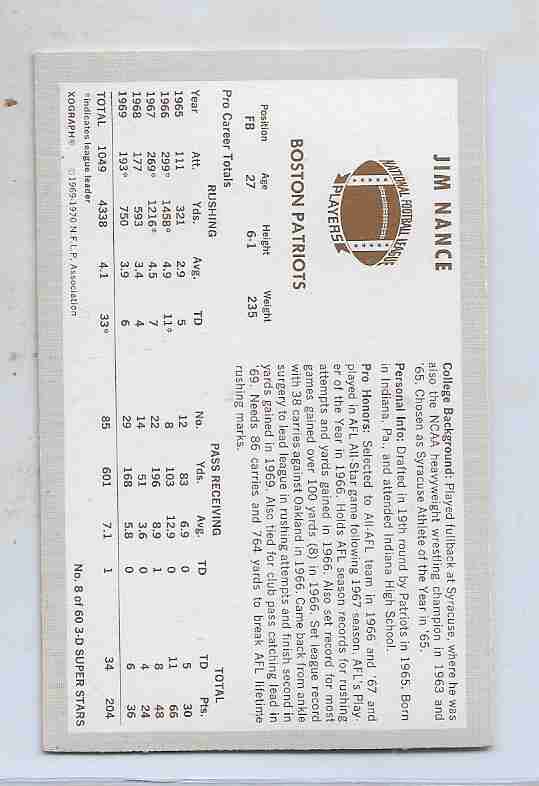 JIM NANCE
NATIONAL FOOTBALL LEAGUE
PLAYERS
BOSTON PATRIOTS
Position Age Height Weight
FB 27 6-1 235
College Background: Played fullback at Syracuse, where he was
also the NCAA heavyweight wrestling champion in 1963 and
'65. Chosen as Syracuse Athlete of the Year in '65.
Personal Info: Drafted in 19th round by Patriots in 1965. Born
in Indiana, Pa., and attended Indiana High School.
Pro Honors: Selected to All-AFL team in 1966 and '67 and
played in AFL All-Star game following 1967 season. AFL's Play-
er of the Year in 1966. Holds AFL season records for rushing
attempts and yards gained in 1966. Also set record for most
games gained over 100 yards (8) in 1966. Set league record
with 38 carries against Oakland in 1966. Came back from ankle
surgery to lead league in rushing attempts and finish second in
yards gained in 1969. Also tied for club pass catching lead in
'69. Needs 86 carries and 764 yards to break AFL lifetime
rushing marks.
Pro Career Totals
RUSHING PASS RECEIVING TOTAL
Year Att. Yds. Avg. TD No. Yds. Avg. TD TD Pts.
1965 111 321 2.9 5 12 83 6.9 0 5 30
1966 299* 1458* 4.9 11* 8 103 12.9 0 11 66
1967 269* 1216* 4.5 7 22 196 8.9 1 8 48
1968 177 593 3.4 4 14 51 3.6 0 4 24
1969 193* 750 3.9 6 29 168 5.8 0 6 36
TOTAL 1049 4338 4.1 33* 85 601 7.1 1 34 204
*indicates league leader
XOGRAPH® ©1969-1970 N.F.L.P. Association
No. 8 of 60 3-D SUPER STARS